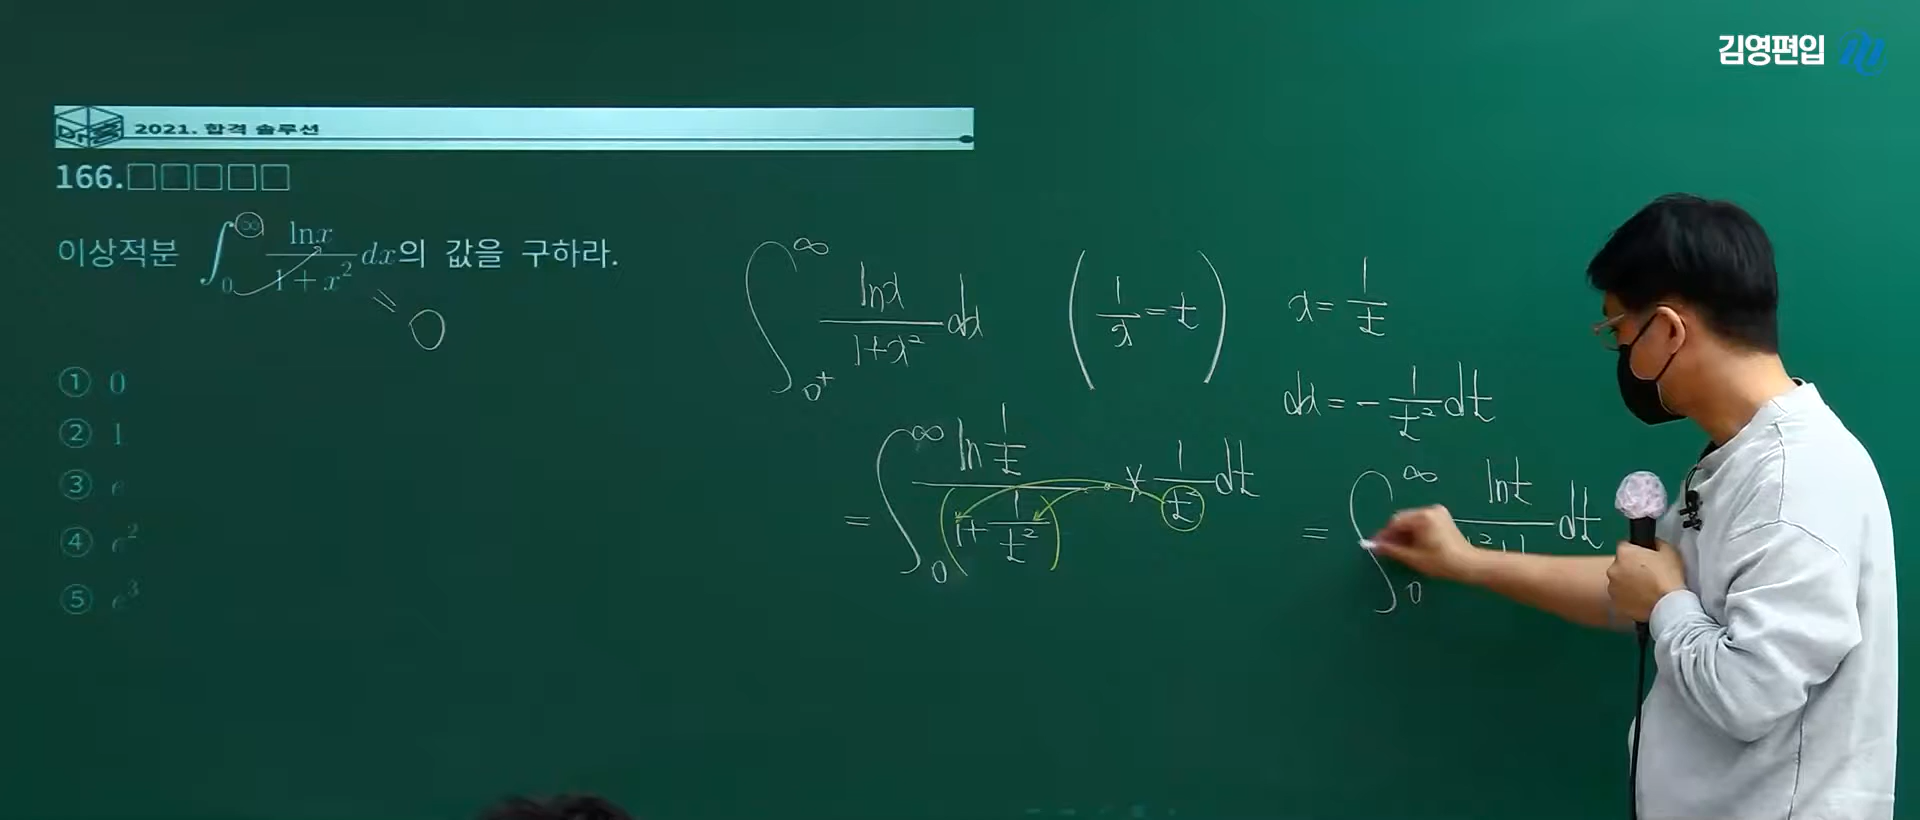 김영편입
2021. 합격 솔루션
166.□□□□□
이상적분 ∫₀^∞ lnx/(1+x²) dx의 값을 구하라.
= 0
① 0
② 1
③ e
④ e²
⑤ e³
∫_{0⁺}^∞ lnx/(1+x²) dx (1/x = t) x = 1/t
dx = -1/t² dt
= ∫₀^∞ ln 1/t / (1+1/t²) * 1/t² dt = ∫₀^∞ lnt/(t²+1) dt